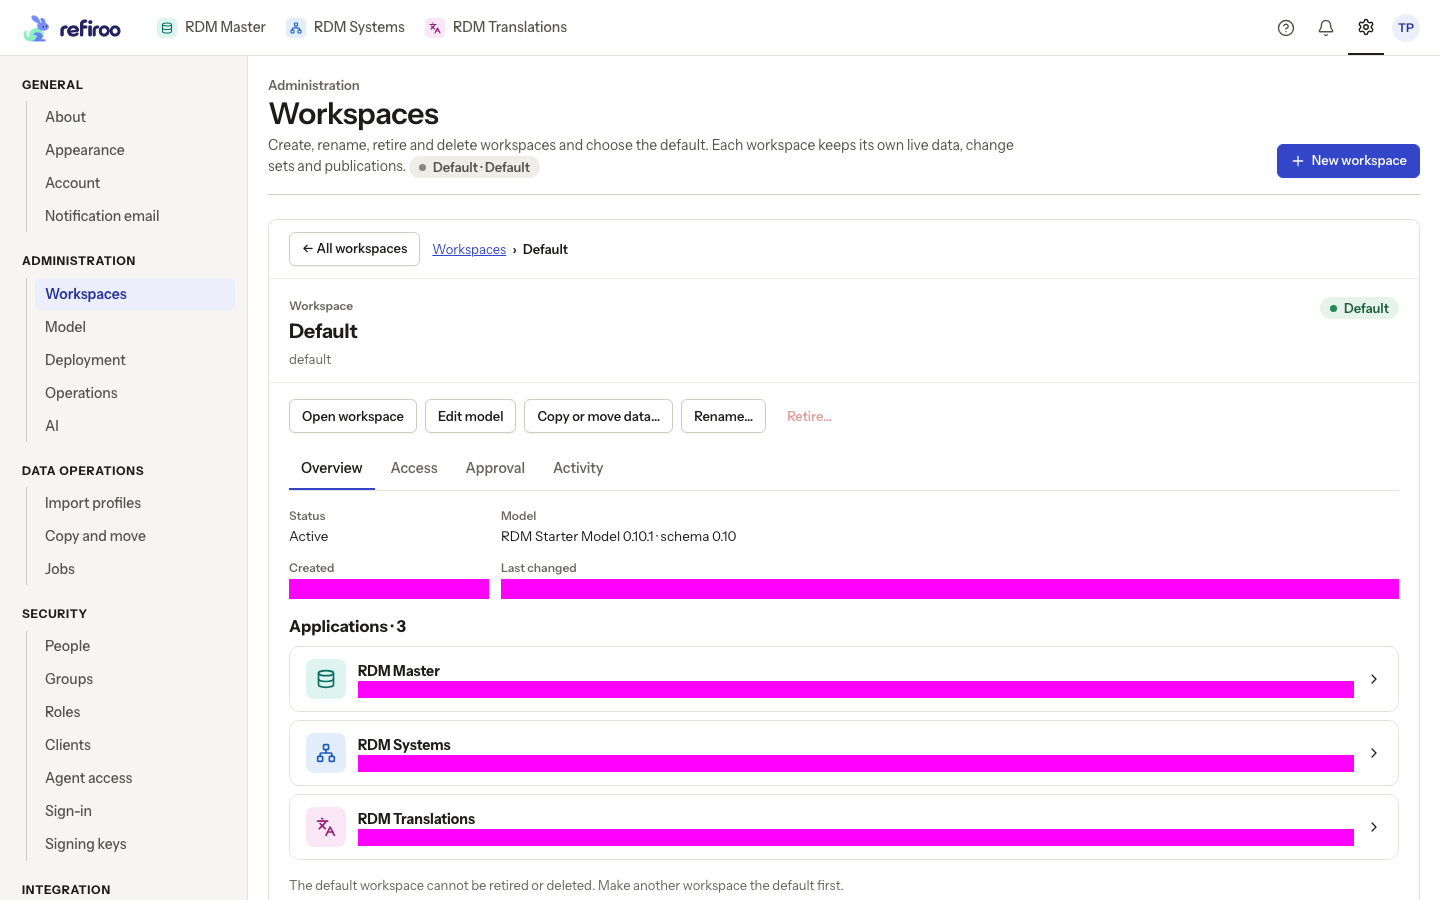 refiroo
RDM Master
RDM Systems
RDM Translations
TP
GENERAL
About
Appearance
Account
Notification email
ADMINISTRATION
Workspaces
Model
Deployment
Operations
AI
DATA OPERATIONS
Import profiles
Copy and move
Jobs
SECURITY
People
Groups
Roles
Clients
Agent access
Sign-in
Signing keys
INTEGRATION
Administration
Workspaces
Create, rename, retire and delete workspaces and choose the default. Each workspace keeps its own live data, change
sets and publications. Default · Default
New workspace
← All workspaces
Workspaces › Default
Workspace
Default
default
Default
Open workspace
Edit model
Copy or move data...
Rename...
Retire...
Overview
Access
Approval
Activity
Status
Active
Model
RDM Starter Model 0.10.1 · schema 0.10
Created
Last changed
Applications · 3
RDM Master
RDM Systems
RDM Translations
The default workspace cannot be retired or deleted. Make another workspace the default first.